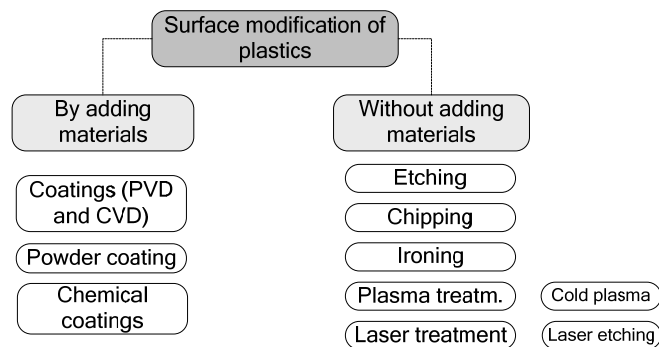 Surface modification of
plastics
By adding
materials
Without adding
materials
Coatings (PVD
and CVD)
Powder coating
Chemical
coatings
Etching
Chipping
Ironing
Plasma treatm.
Cold plasma
Laser treatment
Laser etching